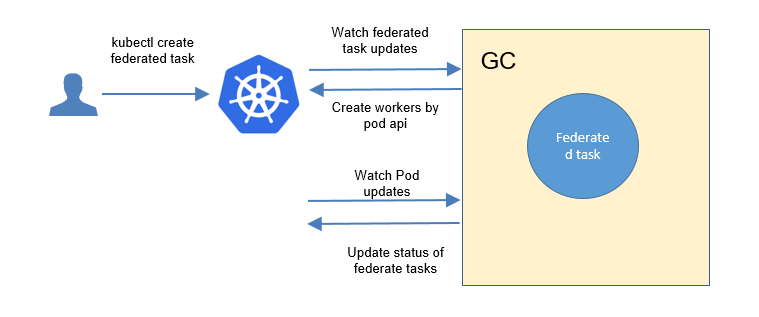 kubectl create
federated task
Watch federated
task updates
Create workers by
pod api
Watch Pod
updates
Update status of
federate tasks
GC
Federate
d task